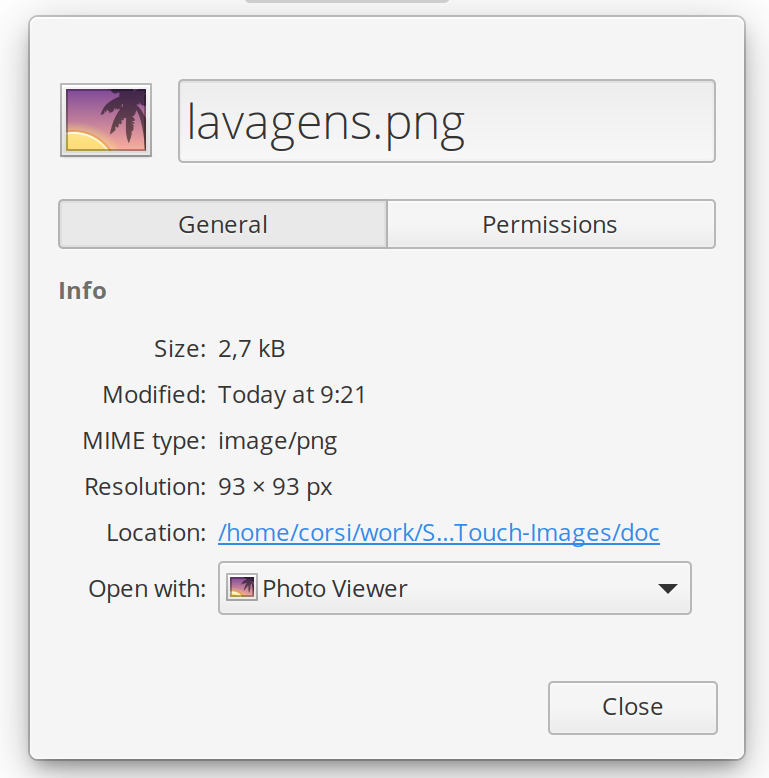 lavagens.png
General Permissions
Info
Size: 2,7 kB
Modified: Today at 9:21
MIME type: image/png
Resolution: 93 × 93 px
Location: /home/corsi/work/S...Touch-Images/doc
Open with: Photo Viewer
Close